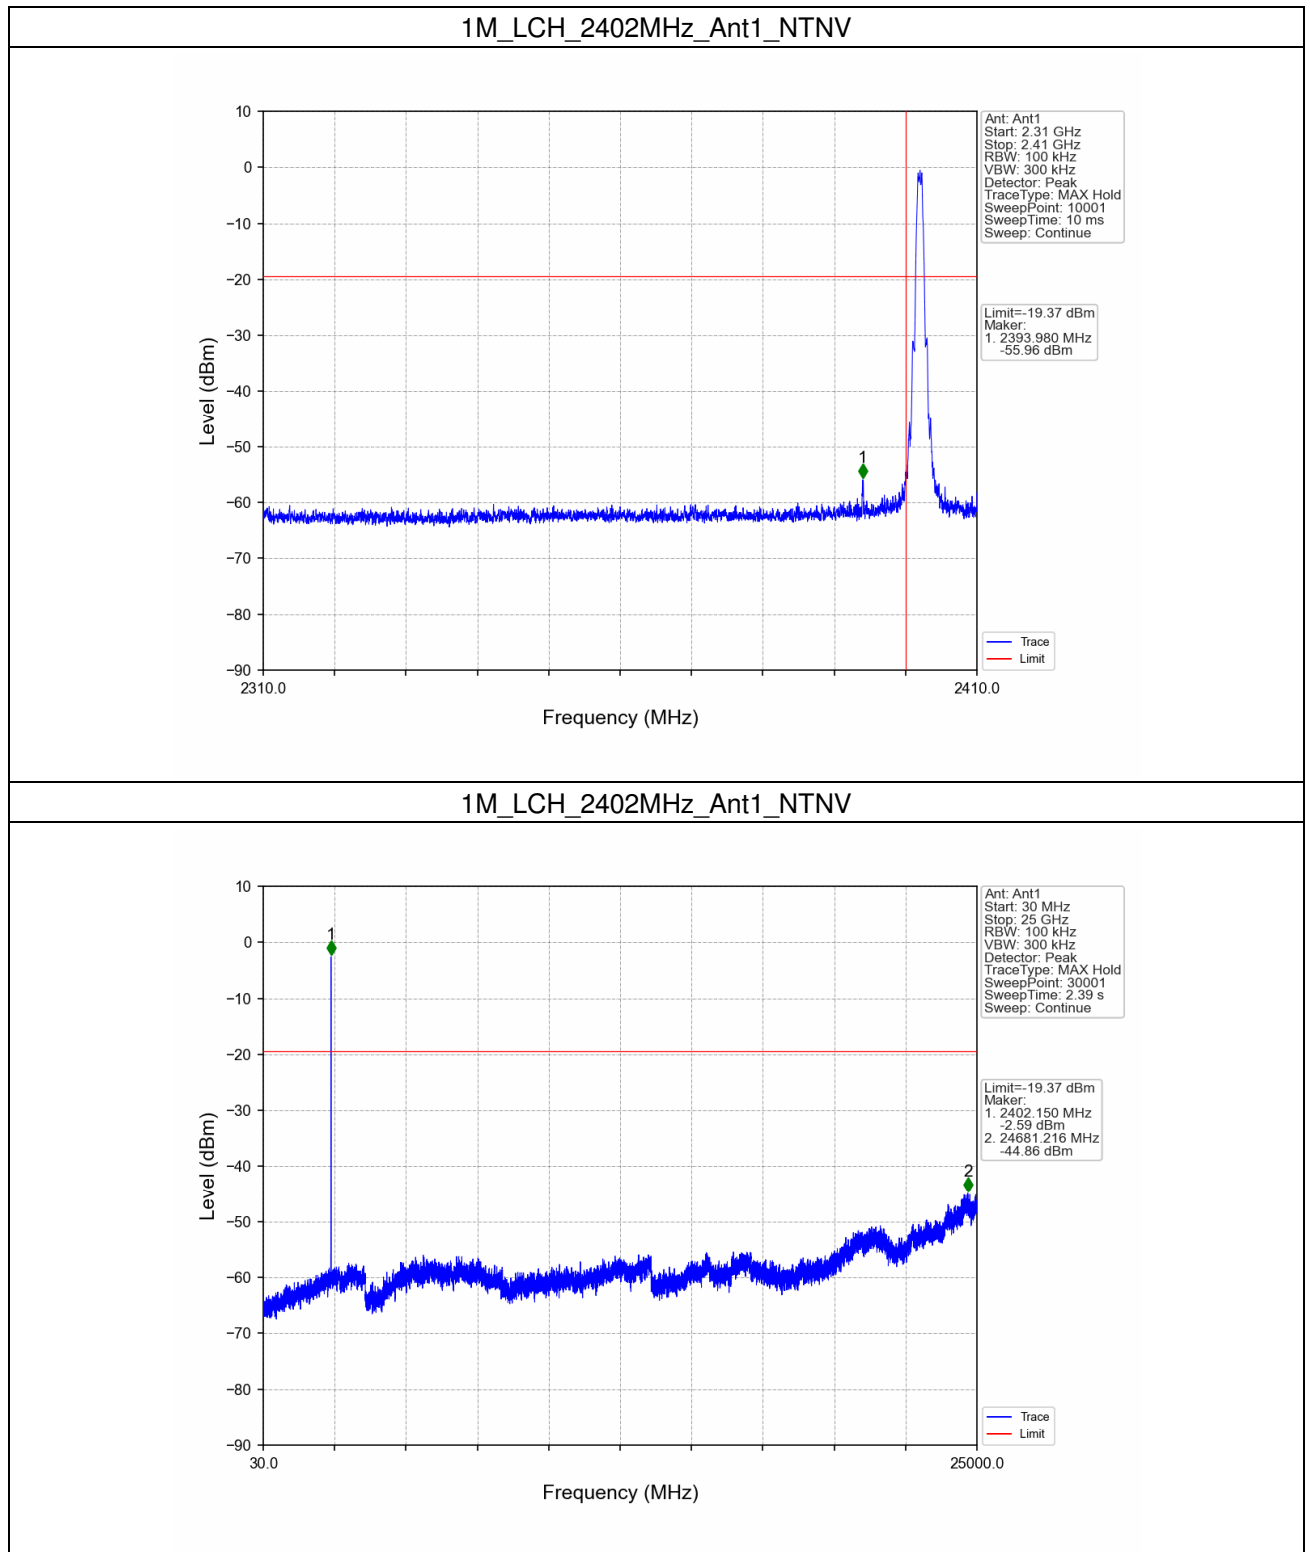 1M_LCH_2402MHz_Ant1_NTNV
10
0
−10
−20
−30
−40
−50
−60
−70
−80
−90
Level (dBm)
2310.0
2410.0
Frequency (MHz)
1
Ant: Ant1
Start: 2.31 GHz
Stop: 2.41 GHz
RBW: 100 kHz
VBW: 300 kHz
Detector: Peak
TraceType: MAX Hold
SweepPoint: 10001
SweepTime: 10 ms
Sweep: Continue
Limit=-19.37 dBm
Maker:
1. 2393.980 MHz
-55.96 dBm
Trace
Limit
1M_LCH_2402MHz_Ant1_NTNV
10
0
−10
−20
−30
−40
−50
−60
−70
−80
−90
Level (dBm)
30.0
25000.0
Frequency (MHz)
1
2
Ant: Ant1
Start: 30 MHz
Stop: 25 GHz
RBW: 100 kHz
VBW: 300 kHz
Detector: Peak
TraceType: MAX Hold
SweepPoint: 30001
SweepTime: 2.39 s
Sweep: Continue
Limit=-19.37 dBm
Maker:
1. 2402.150 MHz
-2.59 dBm
2. 24681.216 MHz
-44.86 dBm
Trace
Limit